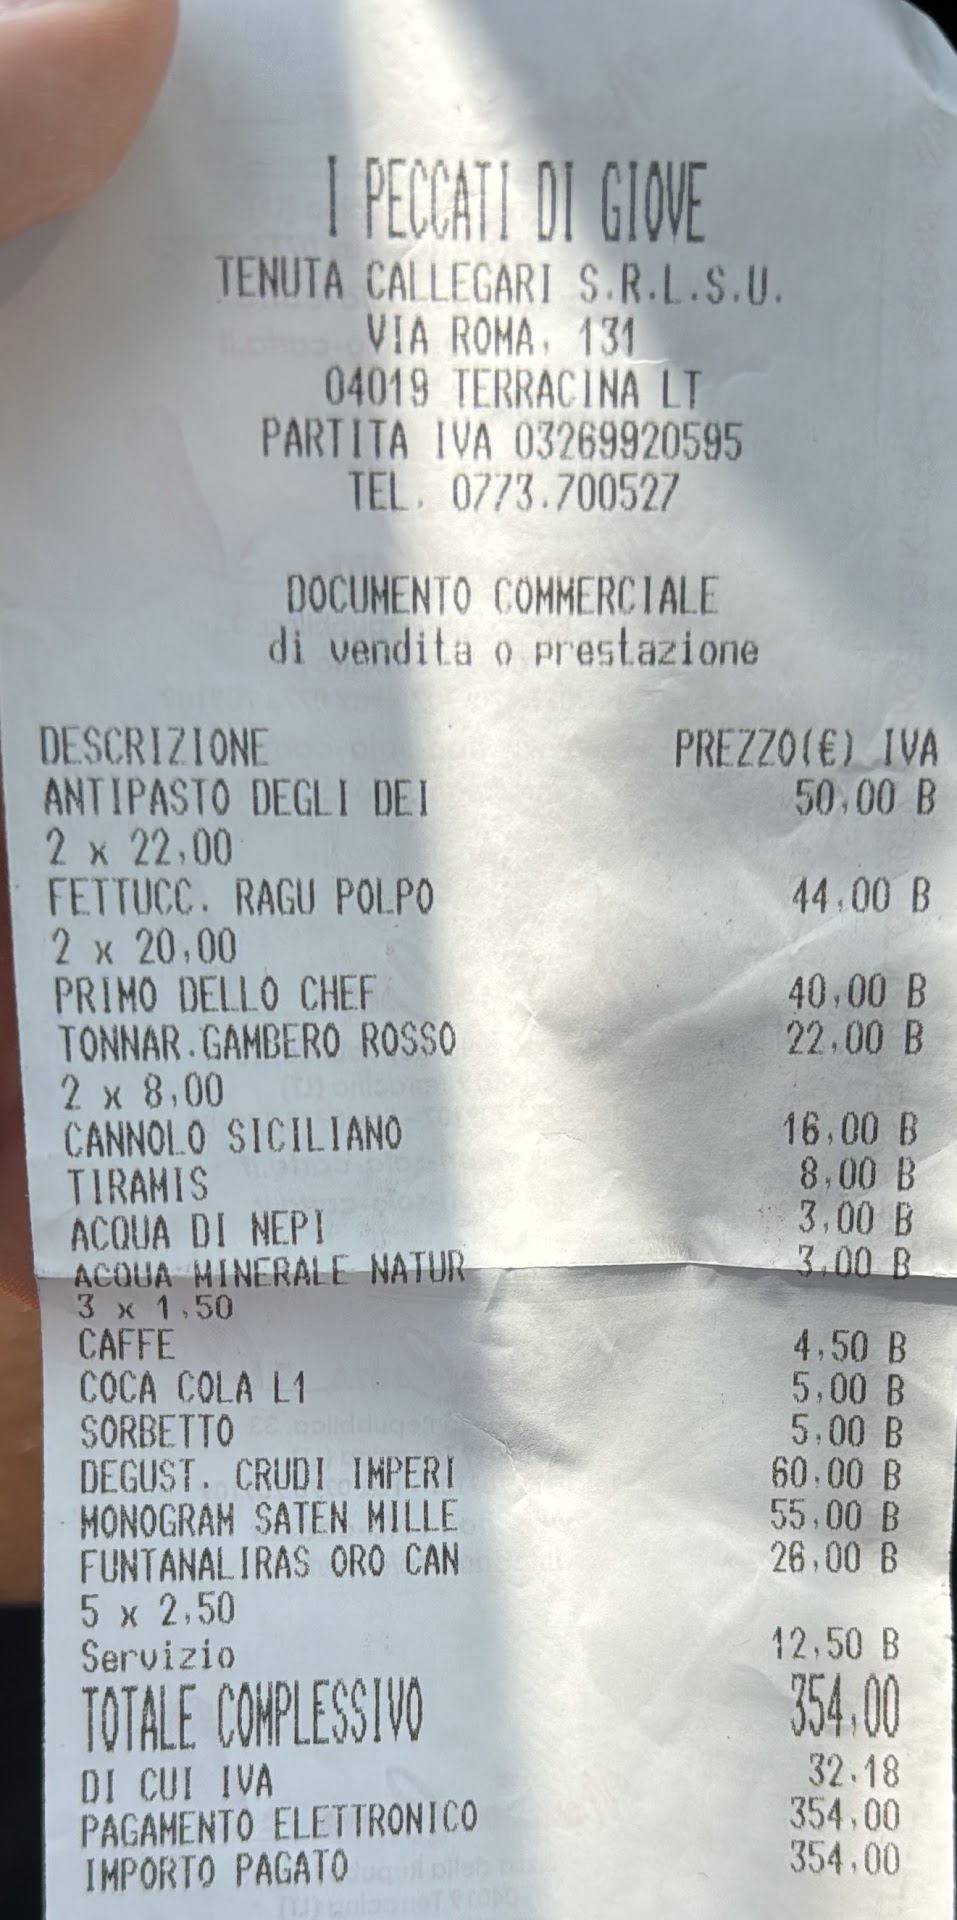 I PECCATI DI GIOVE
TENUTA CALLEGARI S.R.L.S.U.
VIA ROMA, 131
04019 TERRACINA LT
PARTITA IVA 03269920595
TEL. 0773.700527
DOCUMENTO COMMERCIALE
di vendita o prestazione
DESCRIZIONE PREZZO(€) IVA
ANTIPASTO DEGLI DEI 50,00 B
2 x 22,00
FETTUCC. RAGU POLPO 44,00 B
2 x 20,00
PRIMO DELLO CHEF 40,00 B
TONNAR.GAMBERO ROSSO 22,00 B
2 x 8,00
CANNOLO SICILIANO 16,00 B
TIRAMIS 8,00 B
ACQUA DI NEPI 3,00 B
ACQUA MINERALE NATUR 3,00 B
3 x 1,50
CAFFE 4,50 B
COCA COLA L1 5,00 B
SORBETTO 5,00 B
DEGUST. CRUDI IMPERI 60,00 B
MONOGRAM SATEN MILLE 55,00 B
FUNTANALIRAS ORO CAN 26,00 B
5 x 2,50
Servizio 12,50 B
TOTALE COMPLESSIVO 354,00
DI CUI IVA 32,18
PAGAMENTO ELETTRONICO 354,00
IMPORTO PAGATO 354,00